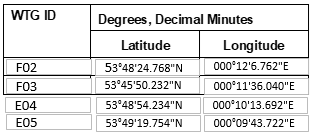 WTG ID Degrees, Decimal Minutes
Latitude Longitude
F02 53°48'24.768"N 000°12'6.762"E
F03 53°45'50.232"N 000°11'36.040"E
E04 53°48'54.234"N 000°10'13.692"E
E05 53°49'19.754"N 000°09'43.722"E